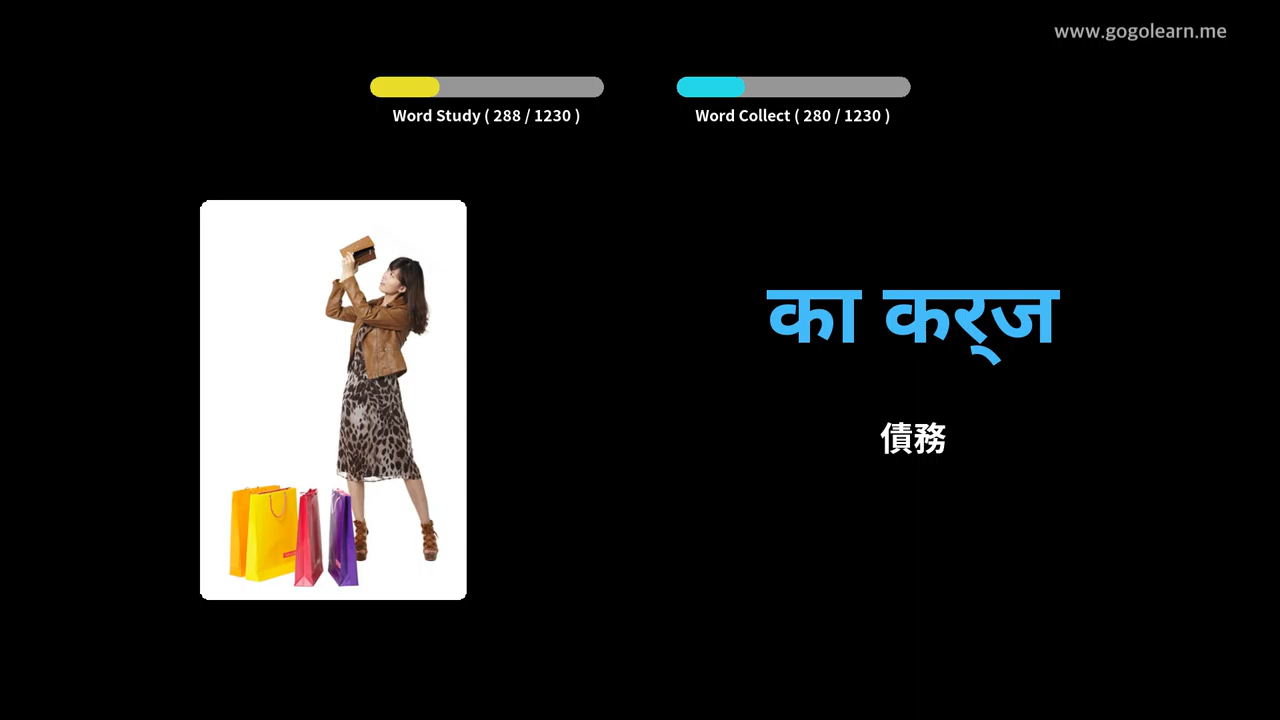 www.gogolearn.me
Word Study ( 288 / 1230 )
Word Collect ( 280 / 1230 )
का कर्ज
債務